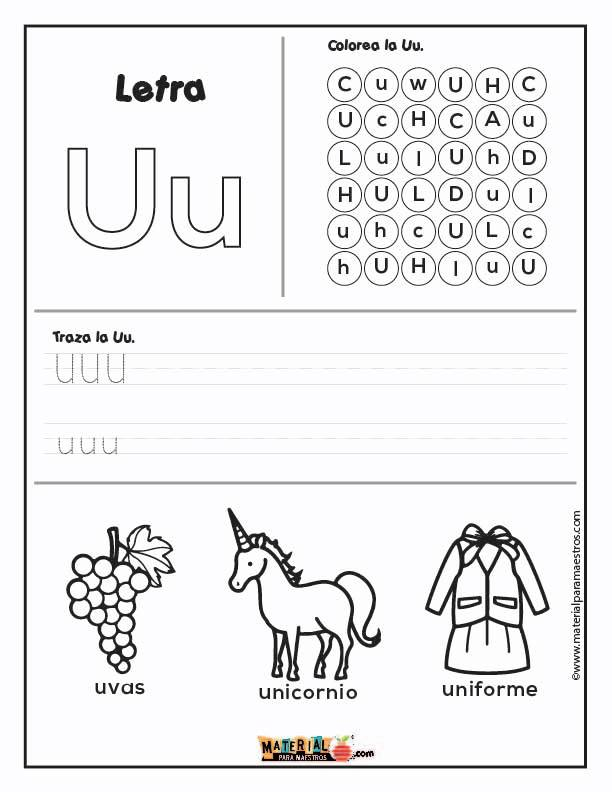 Letra
Uu
Colorea la Uu.
C u w U H C
U c H C A u
L u l U h D
H U L D u l
u h c U L c
h U H l u U
Traza la Uu.
u u u
u u u
uvas
unicornio
uniforme
©www.materialparamaestros.com
MATERIAL
PARA MAESTROS
.com